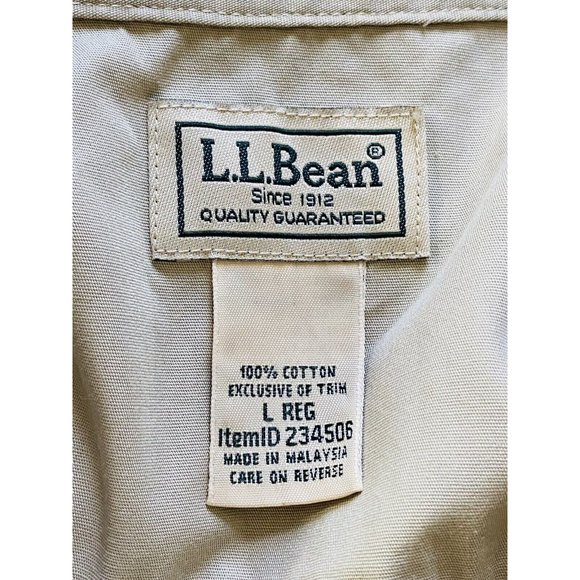 L.L.Bean®
Since 1912
QUALITY GUARANTEED
100% COTTON
EXCLUSIVE OF TRIM
L REG
ItemID 234506
MADE IN MALAYSIA
CARE ON REVERSE